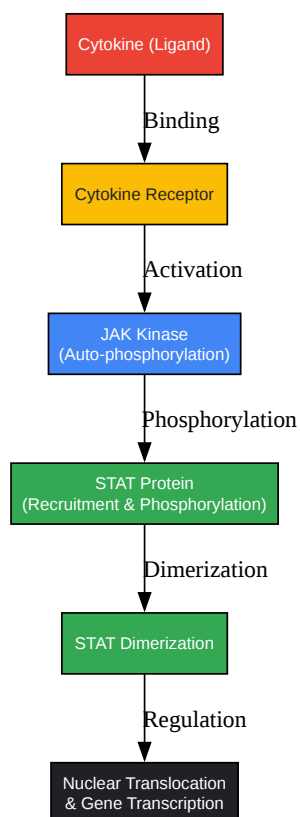 Cytokine (Ligand)
Binding
Cytokine Receptor
Activation
JAK Kinase
(Auto-phosphorylation)
Phosphorylation
STAT Protein
(Recruitment & Phosphorylation)
Dimerization
STAT Dimerization
Regulation
Nuclear Translocation
& Gene Transcription